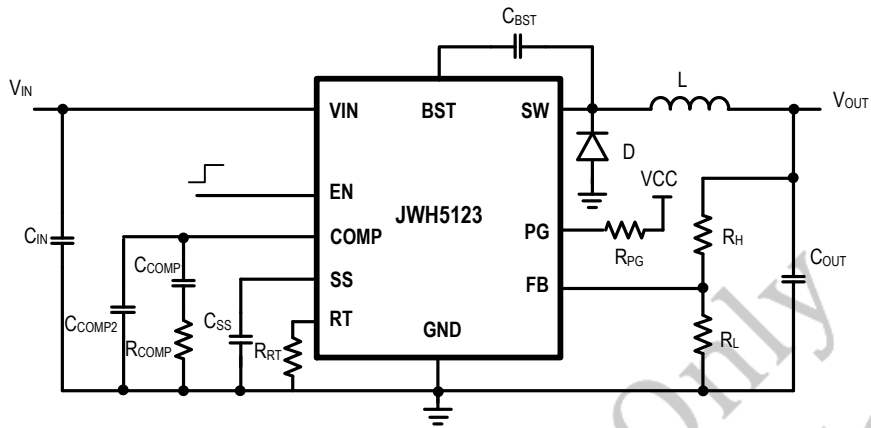 CBST
VIN
L
VOUT
VIN
BST
SW
D
VCC
EN
JWH5123
COMP
PG
RPG
RH
CIN
CCOMP
COUT
SS
FB
CCOMP2
CSS
RT
RCOMP
RRT
GND
RL
Only